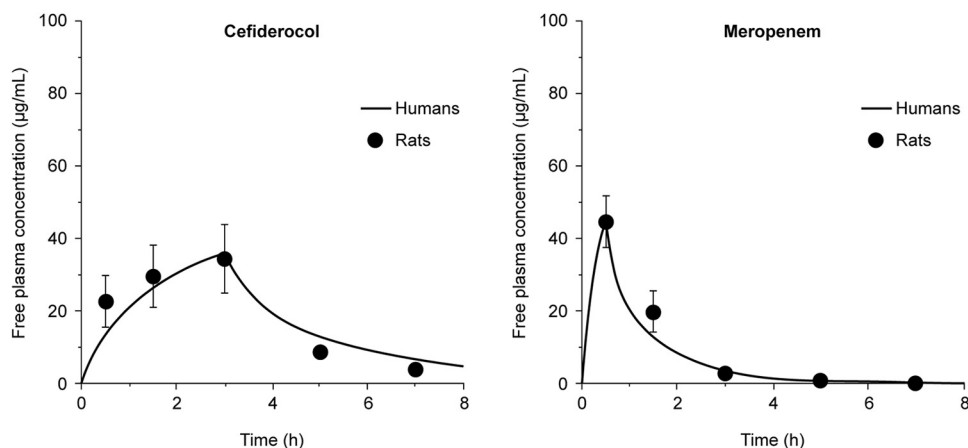 Cefiderocol
Free plasma concentration (µg/mL)
100
80
60
40
20
0
Humans
Rats
0 2 4 6 8
Time (h)
Meropenem
Free plasma concentration (µg/mL)
100
80
60
40
20
0
Humans
Rats
0 2 4 6 8
Time (h)